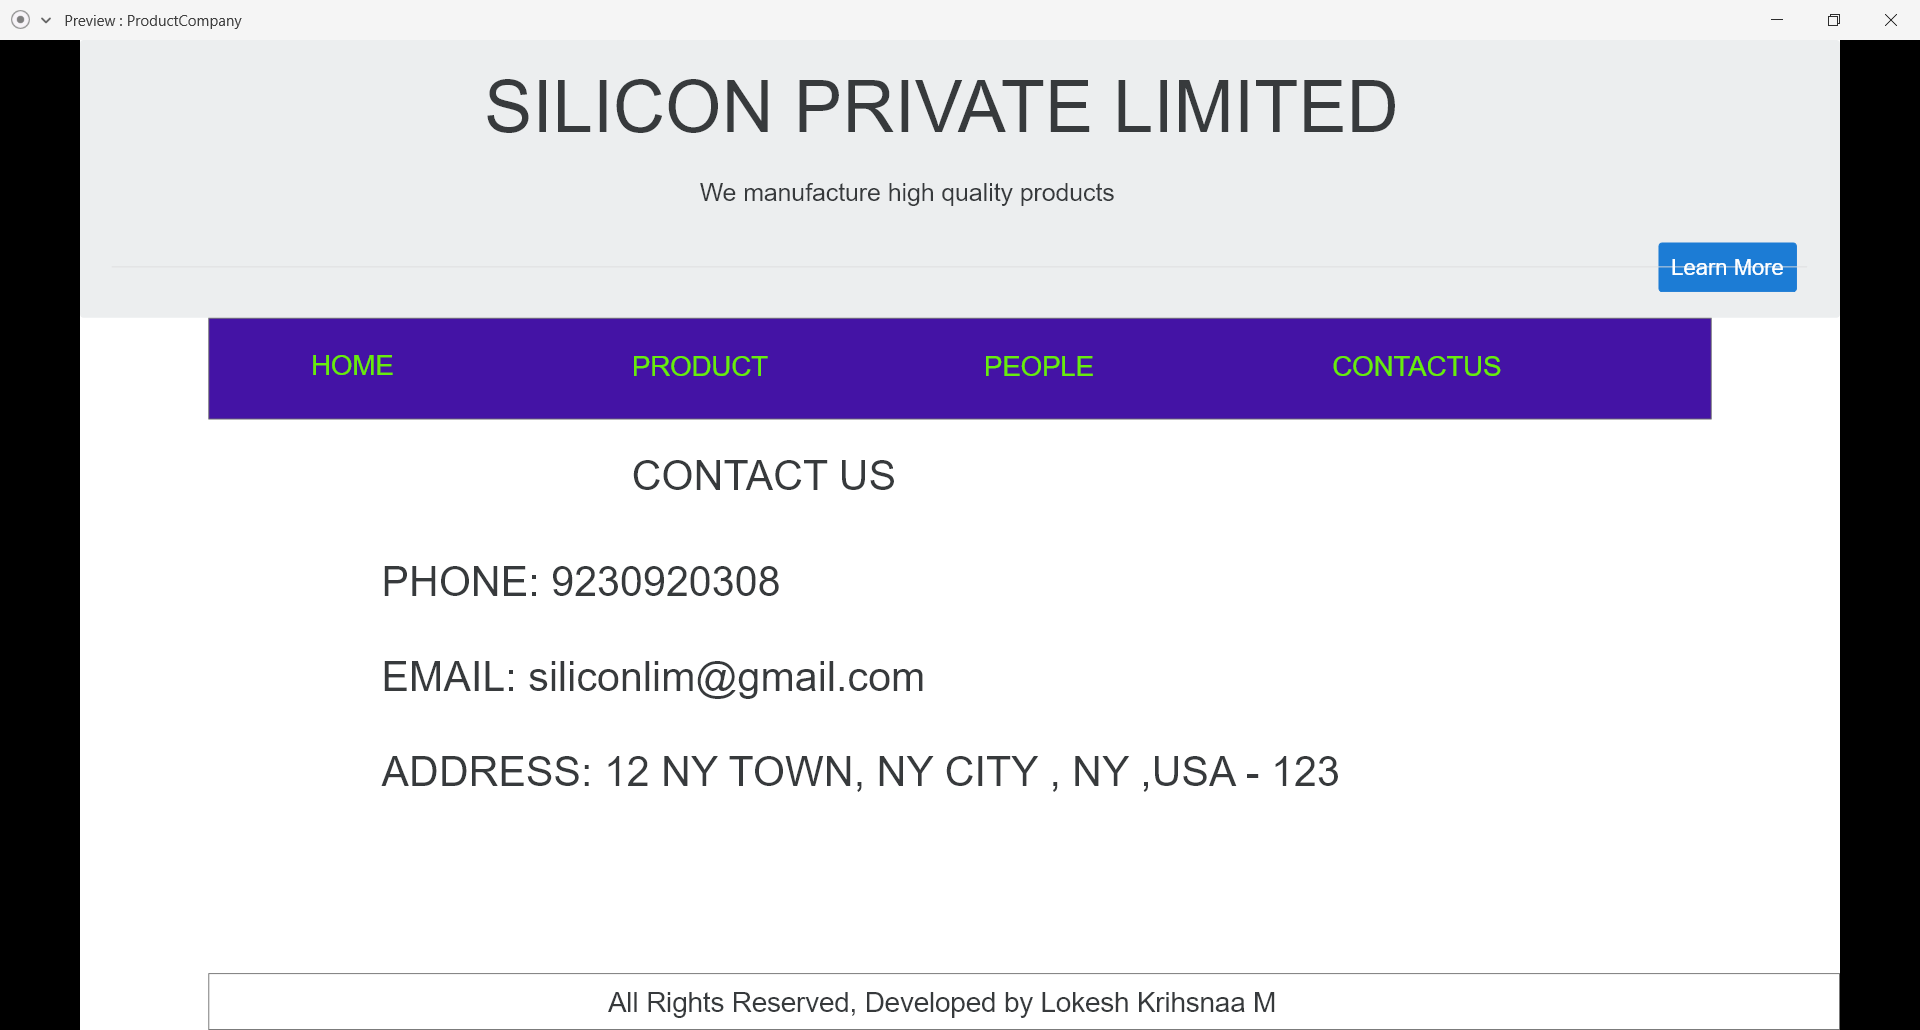 Preview : ProductCompany
SILICON PRIVATE LIMITED
We manufacture high quality products
Learn More
HOME PRODUCT PEOPLE CONTACTUS
CONTACT US
PHONE: 9230920308
EMAIL: siliconlim@gmail.com
ADDRESS: 12 NY TOWN, NY CITY , NY ,USA - 123
All Rights Reserved, Developed by Lokesh Krihsnaa M